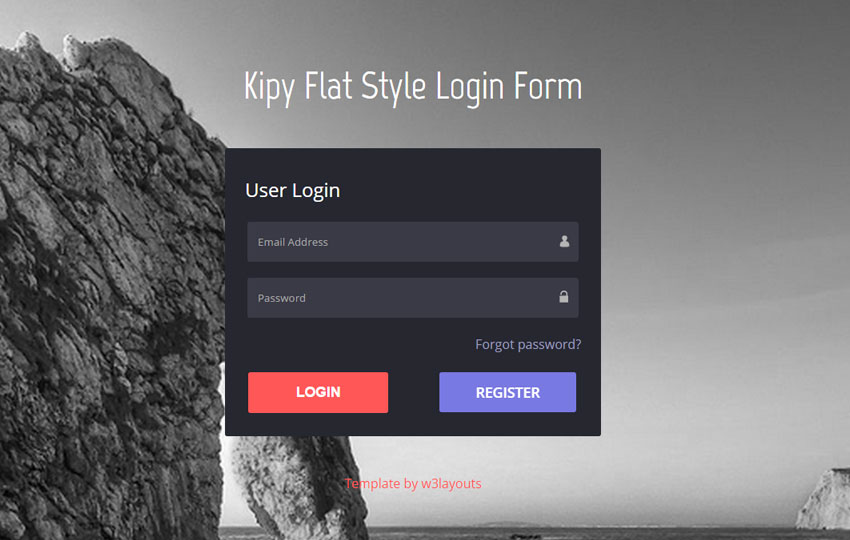 Kipy Flat Style Login Form
User Login
Email Address
Password
Forgot password?
LOGIN REGISTER
Template by w3layouts